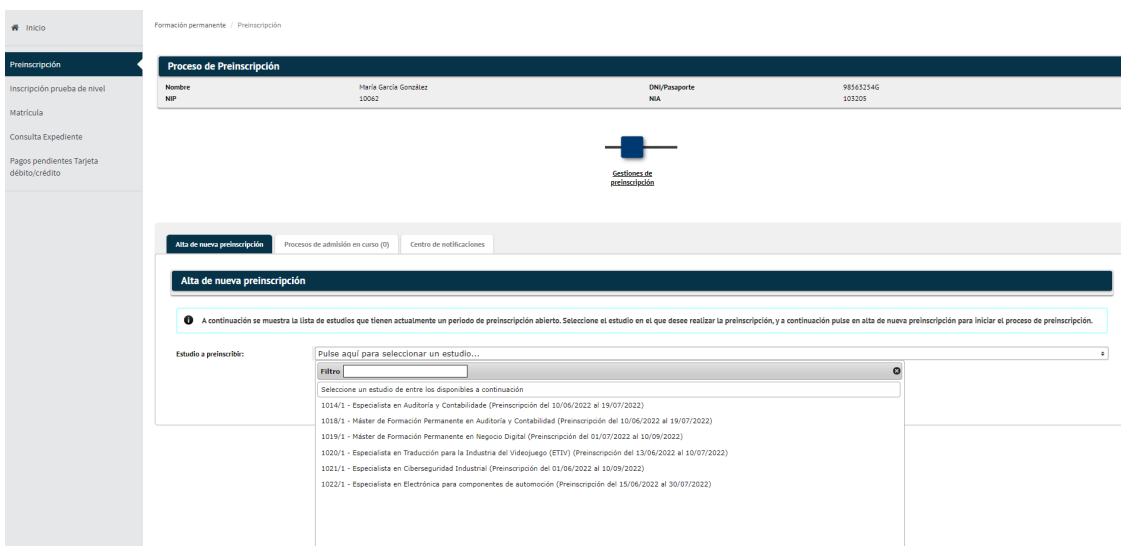 Inicio
Formación permanente / Preinscripción
Preinscripción
Inscripción prueba de nivel
Matrícula
Consulta Expediente
Pagos pendientes Tarjeta
débito/crédito
Proceso de Preinscripción
Nombre María García González DNI/Pasaporte 98563254G
NIP 10062 NIA 103205
Gestiones de
preinscripción
Alta de nueva preinscripción Procesos de admisión en curso (0) Centro de notificaciones
Alta de nueva preinscripción
A continuación se muestra la lista de estudios que tienen actualmente un periodo de preinscripción abierto. Seleccione el estudio en el que desee realizar la preinscripción, y a continuación pulse en alta de nueva preinscripción para iniciar el proceso de preinscripción.
Estudio a preinscribir: Pulse aquí para seleccionar un estudio...
Filtro
Seleccione un estudio de entre los disponibles a continuación
1014/1 - Especialista en Auditoría y Contabilidade (Preinscripción del 10/06/2022 al 19/07/2022)
1018/1 - Máster de Formación Permanente en Auditoría y Contabilidad (Preinscripción del 10/06/2022 al 19/07/2022)
1019/1 - Máster de Formación Permanente en Negocio Digital (Preinscripción del 01/07/2022 al 10/09/2022)
1020/1 - Especialista en Traducción para la Industria del Videojuego (ETIV) (Preinscripción del 13/06/2022 al 10/07/2022)
1021/1 - Especialista en Ciberseguridad Industrial (Preinscripción del 01/06/2022 al 10/09/2022)
1022/1 - Especialista en Electrónica para componentes de automoción (Preinscripción del 15/06/2022 al 30/07/2022)